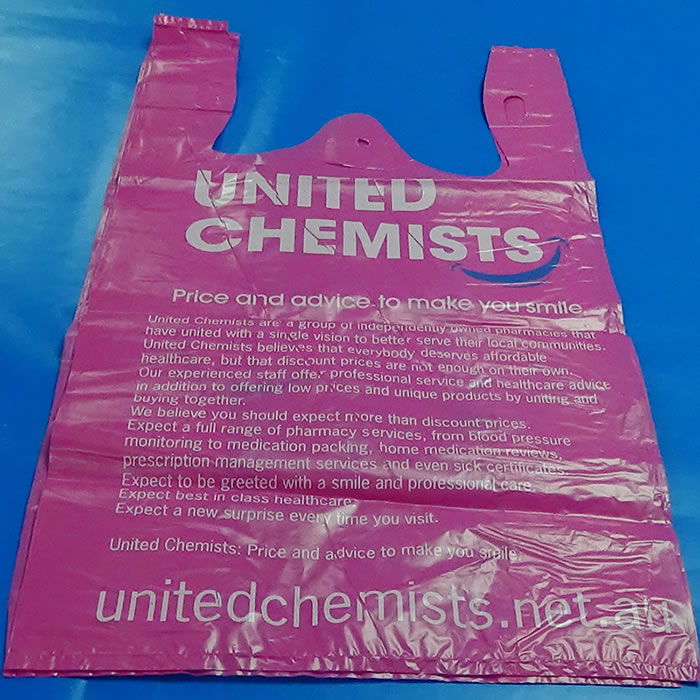 UNITED
CHEMISTS
Price and advice to make you smile.
United Chemists are a group of independently owned pharmacies that
have united with a single vision to better serve their local communities.
United Chemists believes that everybody deserves affordable
healthcare, but that discount prices are not enough on their own.
Our experienced staff offer professional service and healthcare advice
in addition to offering low prices and unique products by uniting and
buying together.
We believe you should expect more than discount prices.
Expect a full range of pharmacy services, from blood pressure
monitoring to medication packing, home medication reviews,
prescription management services and even sick certificates.
Expect to be greeted with a smile and professional care.
Expect best in class healthcare.
Expect a new surprise every time you visit.
United Chemists: Price and advice to make you smile.
unitedchemists.net.au